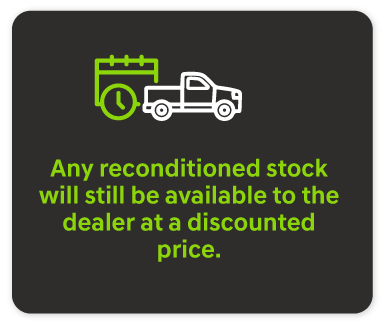 Any reconditioned stock
will still be available to the
dealer at a discounted
price.